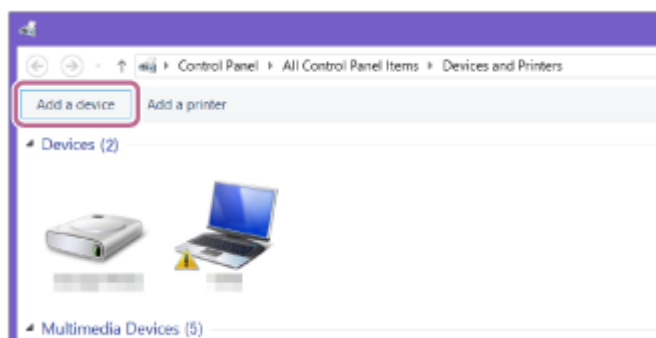 Control Panel ▸ All Control Panel Items ▸ Devices and Printers
Add a device Add a printer
Devices (2)
Multimedia Devices (5)